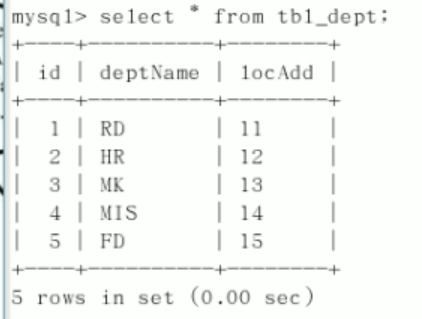 mysql> select * from tbl_dept;
+----+----------+--------+
| id | deptName | locAdd |
+----+----------+--------+
| 1 | RD | 11 |
| 2 | HR | 12 |
| 3 | MK | 13 |
| 4 | MIS | 14 |
| 5 | FD | 15 |
+----+----------+--------+
5 rows in set (0.00 sec)